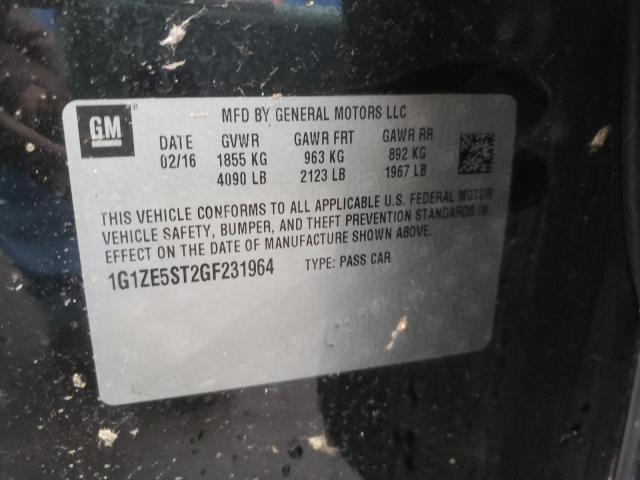 GM
MFD BY GENERAL MOTORS LLC
DATE GVWR GAWR FRT GAWR RR
02/16 1855 KG 963 KG 892 KG
4090 LB 2123 LB 1967 LB
THIS VEHICLE CONFORMS TO ALL APPLICABLE U.S. FEDERAL MOTOR
VEHICLE SAFETY, BUMPER, AND THEFT PREVENTION STANDARDS IN
EFFECT ON THE DATE OF MANUFACTURE SHOWN ABOVE.
1G1ZE5ST2GF231964 TYPE: PASS CAR